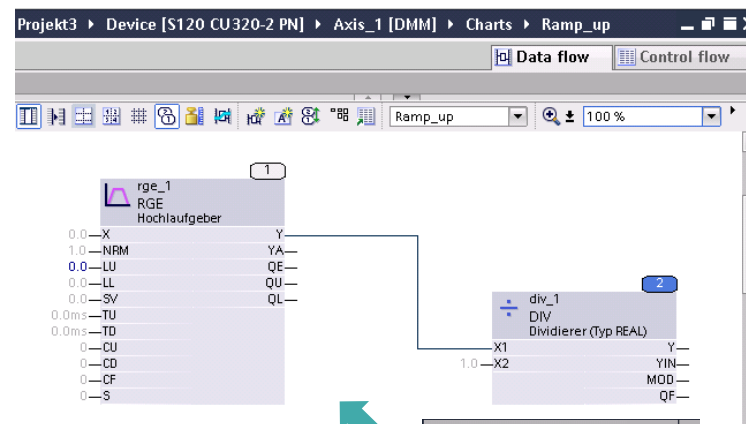 Projekt3 ▸ Device [S120 CU320-2 PN] ▸ Axis_1 [DMM] ▸ Charts ▸ Ramp_up
Data flow Control flow
Ramp_up 100 %
1
rge_1
RGE
Hochlaufgeber
0.0 X Y
1.0 NRM YA
0.0 LU QE
0.0 LL QU
0.0 SV QL
0.0ms TU
0.0ms TD
0 CU
0 CD
0 CF
0 S
2
div_1
DIV
Dividierer (Typ REAL)
X1 Y
1.0 X2 YIN
MOD
QF